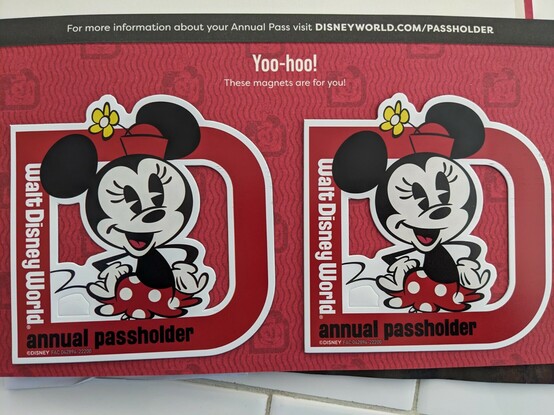 For more information about your Annual Pass visit DISNEYWORLD.COM/PASSHOLDER
Yoo-hoo!
These magnets are for you!
Walt Disney World.
annual passholder
©DISNEY
Walt Disney World.
annual passholder
©DISNEY